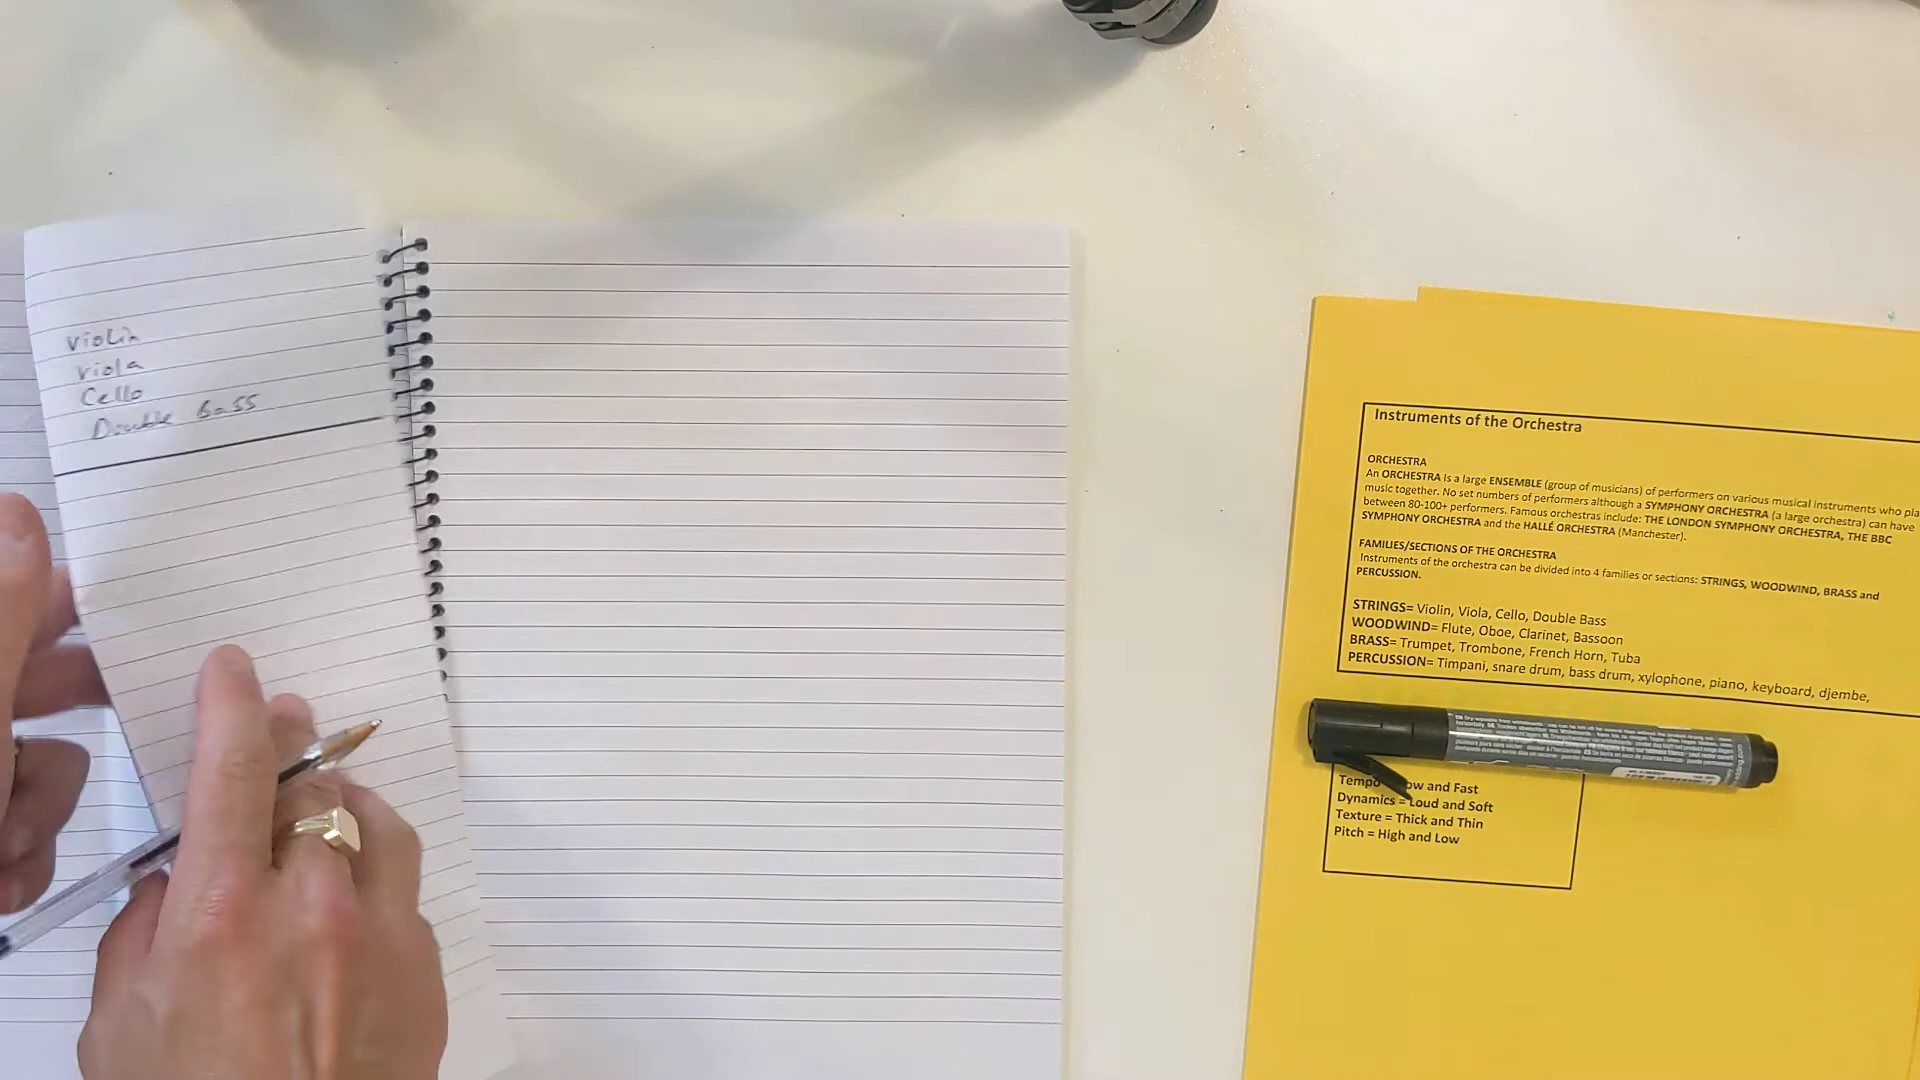 Violin
Viola
Cello
Double Bass
Instruments of the Orchestra
ORCHESTRA
An ORCHESTRA is a large ENSEMBLE (group of musicians) of performers on various musical instruments who
music together. No set numbers of performers although a SYMPHONY ORCHESTRA (a large orchestra) can have
between 80-100+ performers. Famous orchestras include: THE LONDON SYMPHONY ORCHESTRA, THE BBC
SYMPHONY ORCHESTRA and the HALLÉ ORCHESTRA (Manchester).
FAMILIES/SECTIONS OF THE ORCHESTRA
Instruments of the orchestra can be divided into 4 families or sections: STRINGS, WOODWIND, BRASS and
PERCUSSION.
STRINGS= Violin, Viola, Cello, Double Bass
WOODWIND= Flute, Oboe, Clarinet, Bassoon
BRASS= Trumpet, Trombone, French Horn, Tuba
PERCUSSION= Timpani, snare drum, bass drum, xylophone, piano, keyboard, djembe,
Tempo and Fast
Dynamics = Loud and Soft
Texture = Thick and Thin
Pitch = High and Low